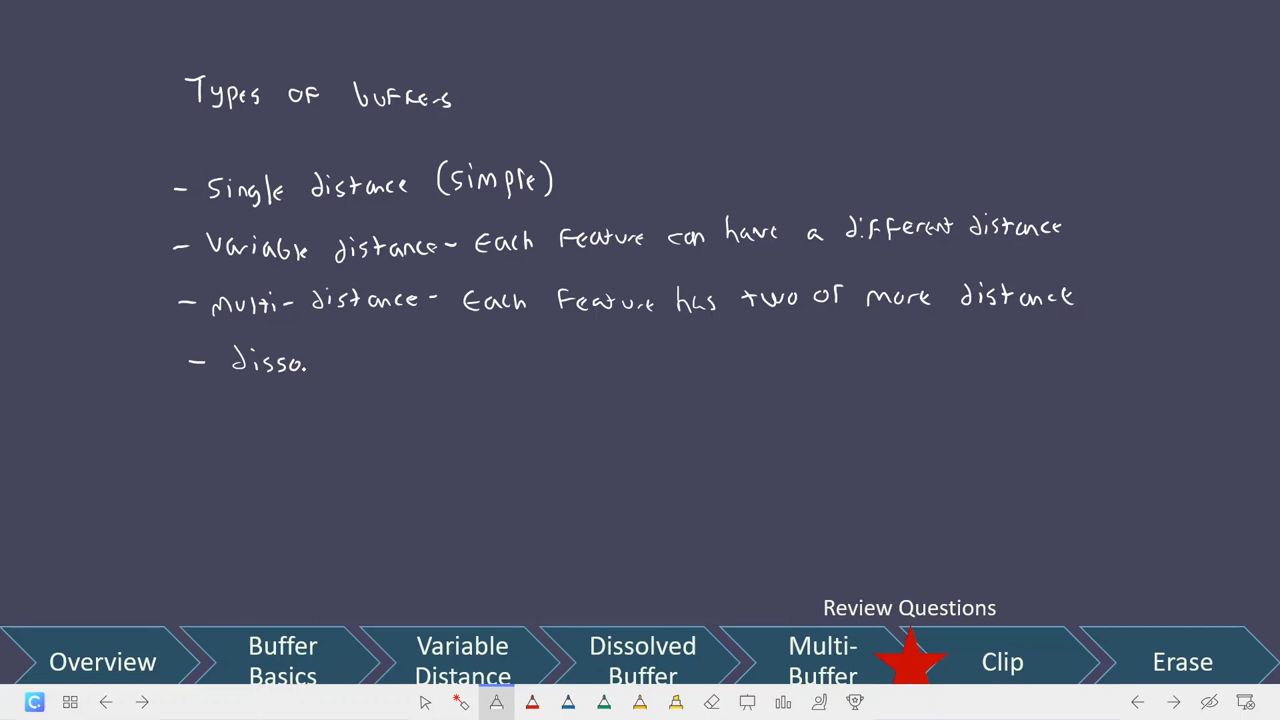 Types of buffers
- Single distance (simple)
- Variable distance - Each feature can have a different distance
- Multi-distance - Each feature has two or more distance
- disso.
Review Questions
Overview
Buffer Basics
Variable Distance
Dissolved Buffer
Multi-Buffer
Clip
Erase